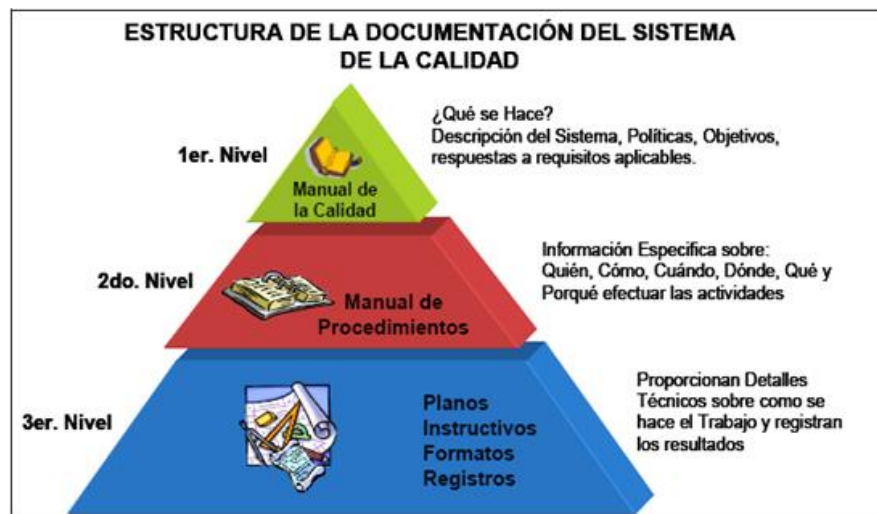 ESTRUCTURA DE LA DOCUMENTACIÓN DEL SISTEMA
DE LA CALIDAD
1er. Nivel
Manual de
la Calidad
¿Qué se Hace?
Descripción del Sistema, Políticas, Objetivos,
respuestas a requisitos aplicables.
2do. Nivel
Manual de
Procedimientos
Información Especifica sobre:
Quién, Cómo, Cuándo, Dónde, Qué y
Porqué efectuar las actividades
3er. Nivel
Planos
Instructivos
Formatos
Registros
Proporcionan Detalles
Técnicos sobre como se
hace el Trabajo y registran
los resultados